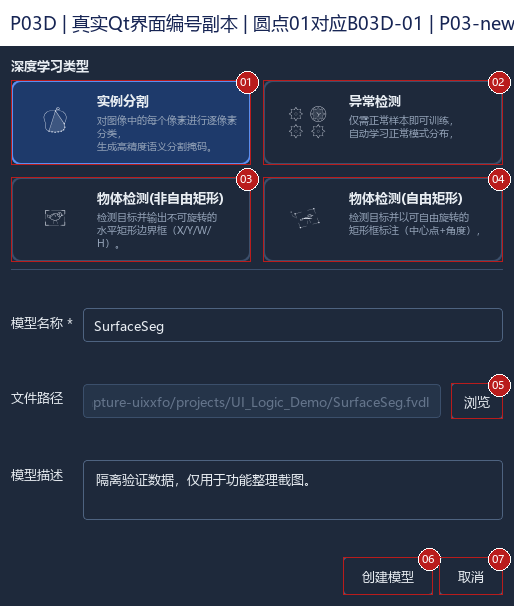 P03D | 真实Qt界面编号副本 | 圆点01对应B03D-01 | P03-new
深度学习类型
01
实例分割
对图像中的每个像素进行逐像素
分类，
生成高精度语义分割掩码。
02
异常检测
仅需正常样本即可训练，
自动学习正常模式分布，
03
物体检测(非自由矩形)
检测目标并输出不可旋转的
水平矩形边界框（X/Y/W/
H）。
04
物体检测(自由矩形)
检测目标并以可自由旋转的
矩形框标注（中心点+角度），
模型名称 *
SurfaceSeg
文件路径
pture-uixxfo/projects/UI_Logic_Demo/SurfaceSeg.fvdl
05
浏览
模型描述
隔离验证数据，仅用于功能整理截图。
06
创建模型
07
取消